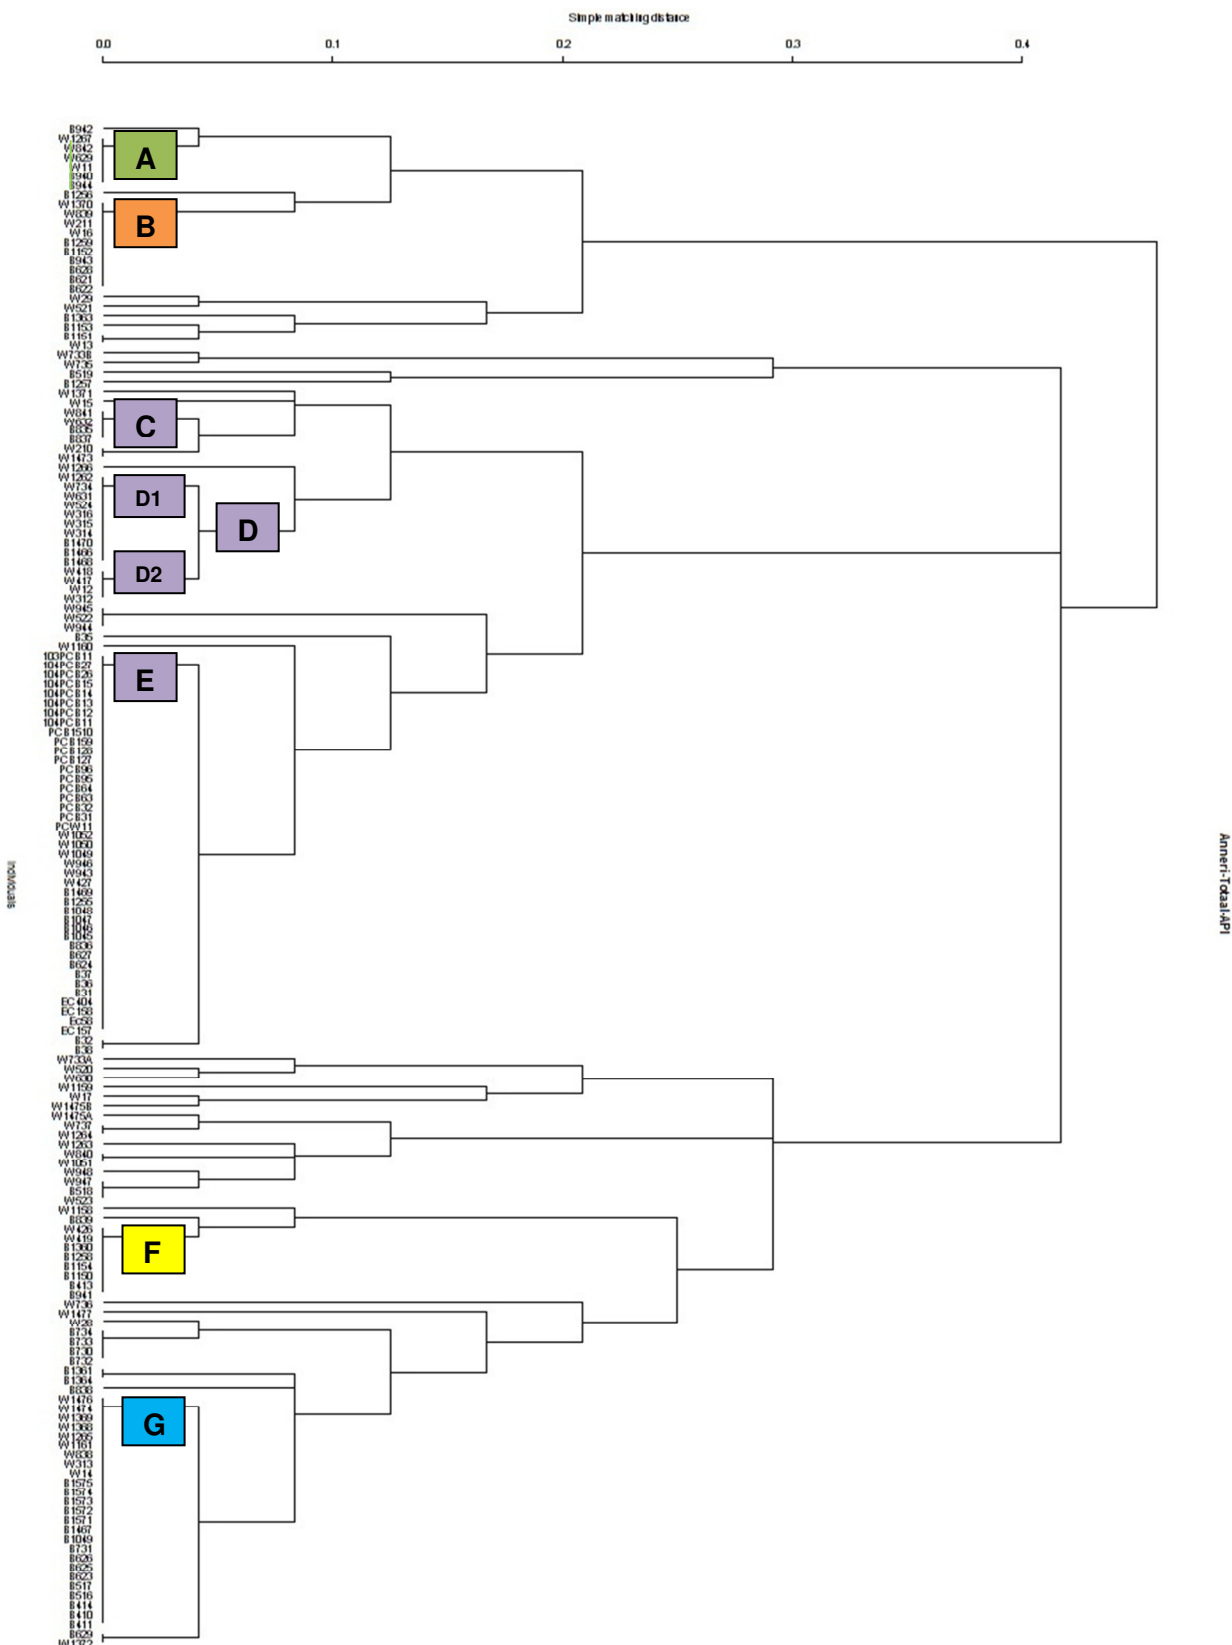 Simple matching distance
0.0 0.1 0.2 0.3 0.4
B942
W1267
W842
W629
W11
B940
B944
B1256
W1370
W839
W211
W16
B1259
B1152
B943
B628
B621
B622
W29
W521
B1363
B1153
B1151
W13
W733B
W735
B519
B1257
W1371
W15
W841
W632
B835
B837
W210
W1473
W1266
W1262
W734
W631
W524
W316
W315
W314
B1470
B1466
B1468
W418
W417
W12
W312
W945
W522
W944
B35
W1160
103PCB11
104PCB27
104PCB26
104PCB15
104PCB14
104PCB13
104PCB12
104PCB11
PCB1510
PCB159
PCB128
PCB127
PCB96
PCB95
PCB64
PCB63
PCB32
PCB31
PCW11
W1052
W1050
W1049
W946
W943
W427
B1469
B1255
B1048
B1047
B1046
B1045
B836
B627
B624
B37
B36
B31
EC404
EC158
Ec58
EC157
B32
B38
W733A
W520
W630
W1159
W17
W1475B
W1475A
W737
W1264
W1263
W840
W1051
W948
W947
B518
W523
W1158
B839
W426
W419
B1360
B1258
B1154
B1150
B413
B941
W736
W1477
W28
B734
B733
B730
B732
B1361
B1364
B838
W1476
W1474
W1369
W1368
W1265
W1161
W838
W313
W14
B1575
B1574
B1573
B1572
B1571
B1467
B1049
B731
B626
B625
B623
B517
B516
B414
B410
B411
B629
W1372
A
B
C
D1
D
D2
E
F
G
Individuals
Anneri-Totaal-API